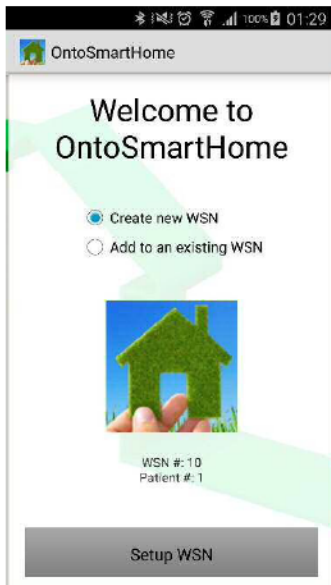 100% 01:29
OntoSmartHome
Welcome to
OntoSmartHome
Create new WSN
Add to an existing WSN
WSN #: 10
Patient #: 1
Setup WSN